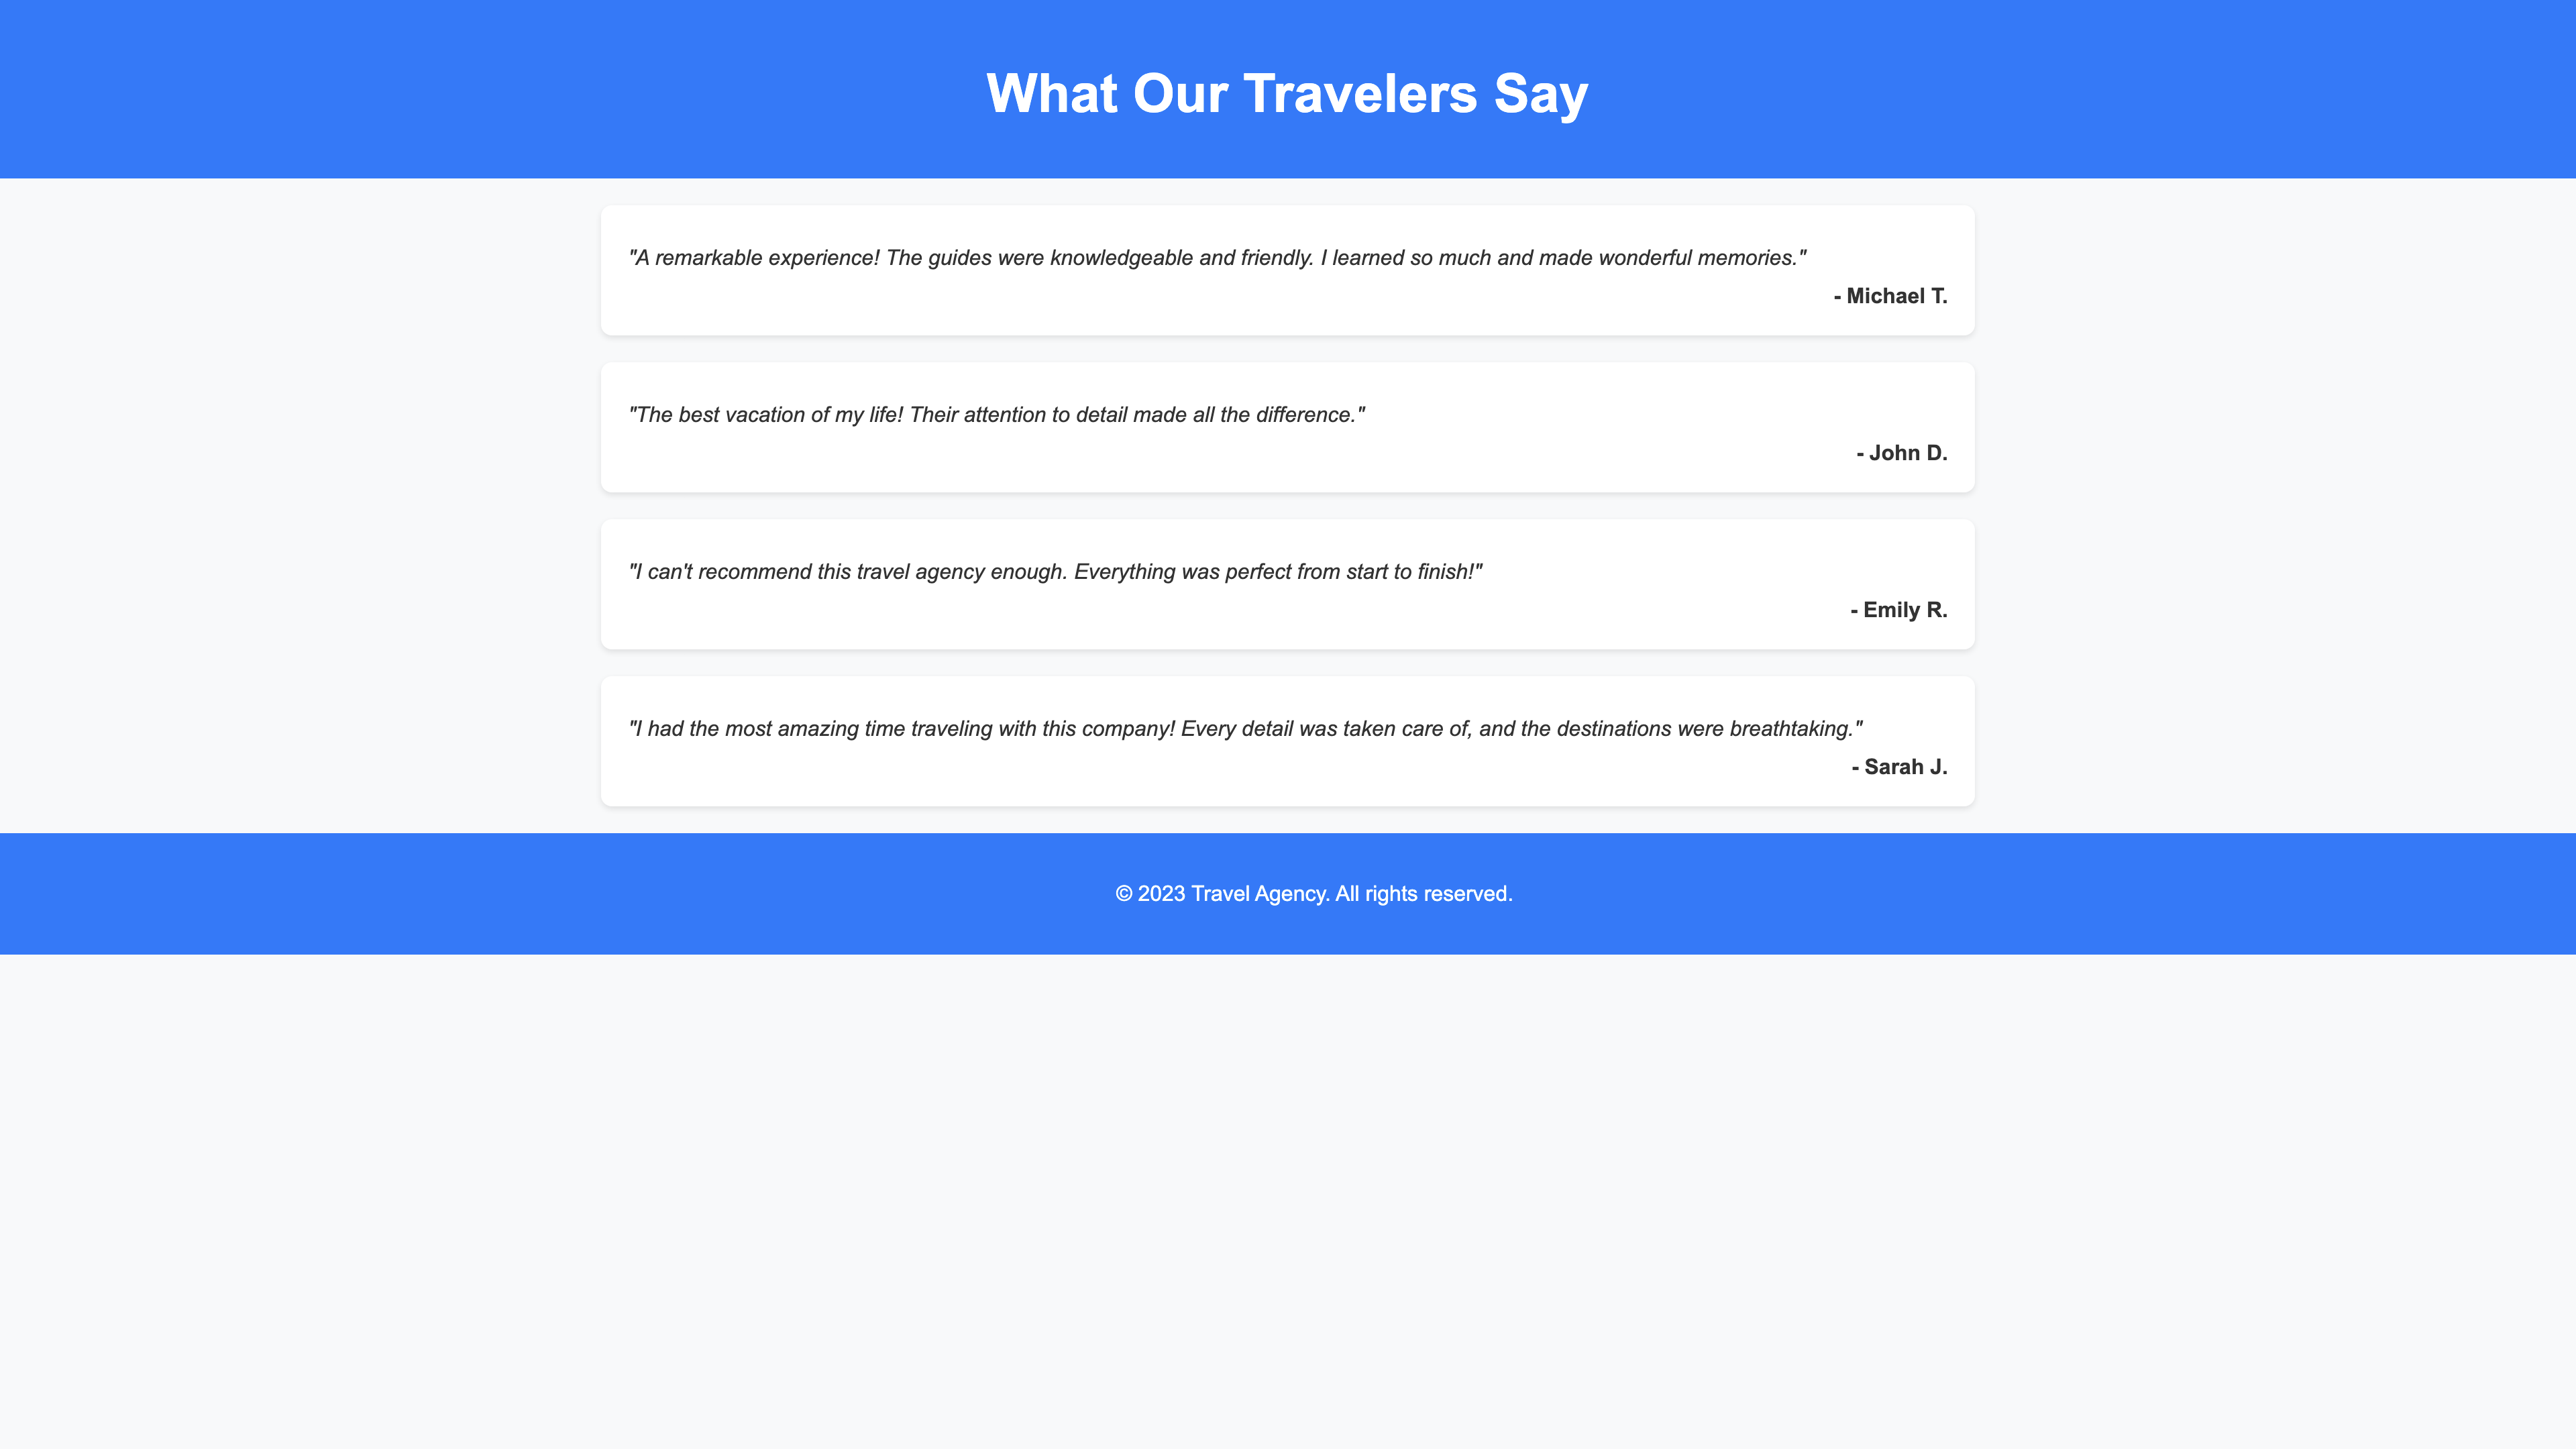 What Our Travelers Say
"A remarkable experience! The guides were knowledgeable and friendly. I learned so much and made wonderful memories."
- Michael T.
"The best vacation of my life! Their attention to detail made all the difference."
- John D.
"I can't recommend this travel agency enough. Everything was perfect from start to finish!"
- Emily R.
"I had the most amazing time traveling with this company! Every detail was taken care of, and the destinations were breathtaking."
- Sarah J.
© 2023 Travel Agency. All rights reserved.